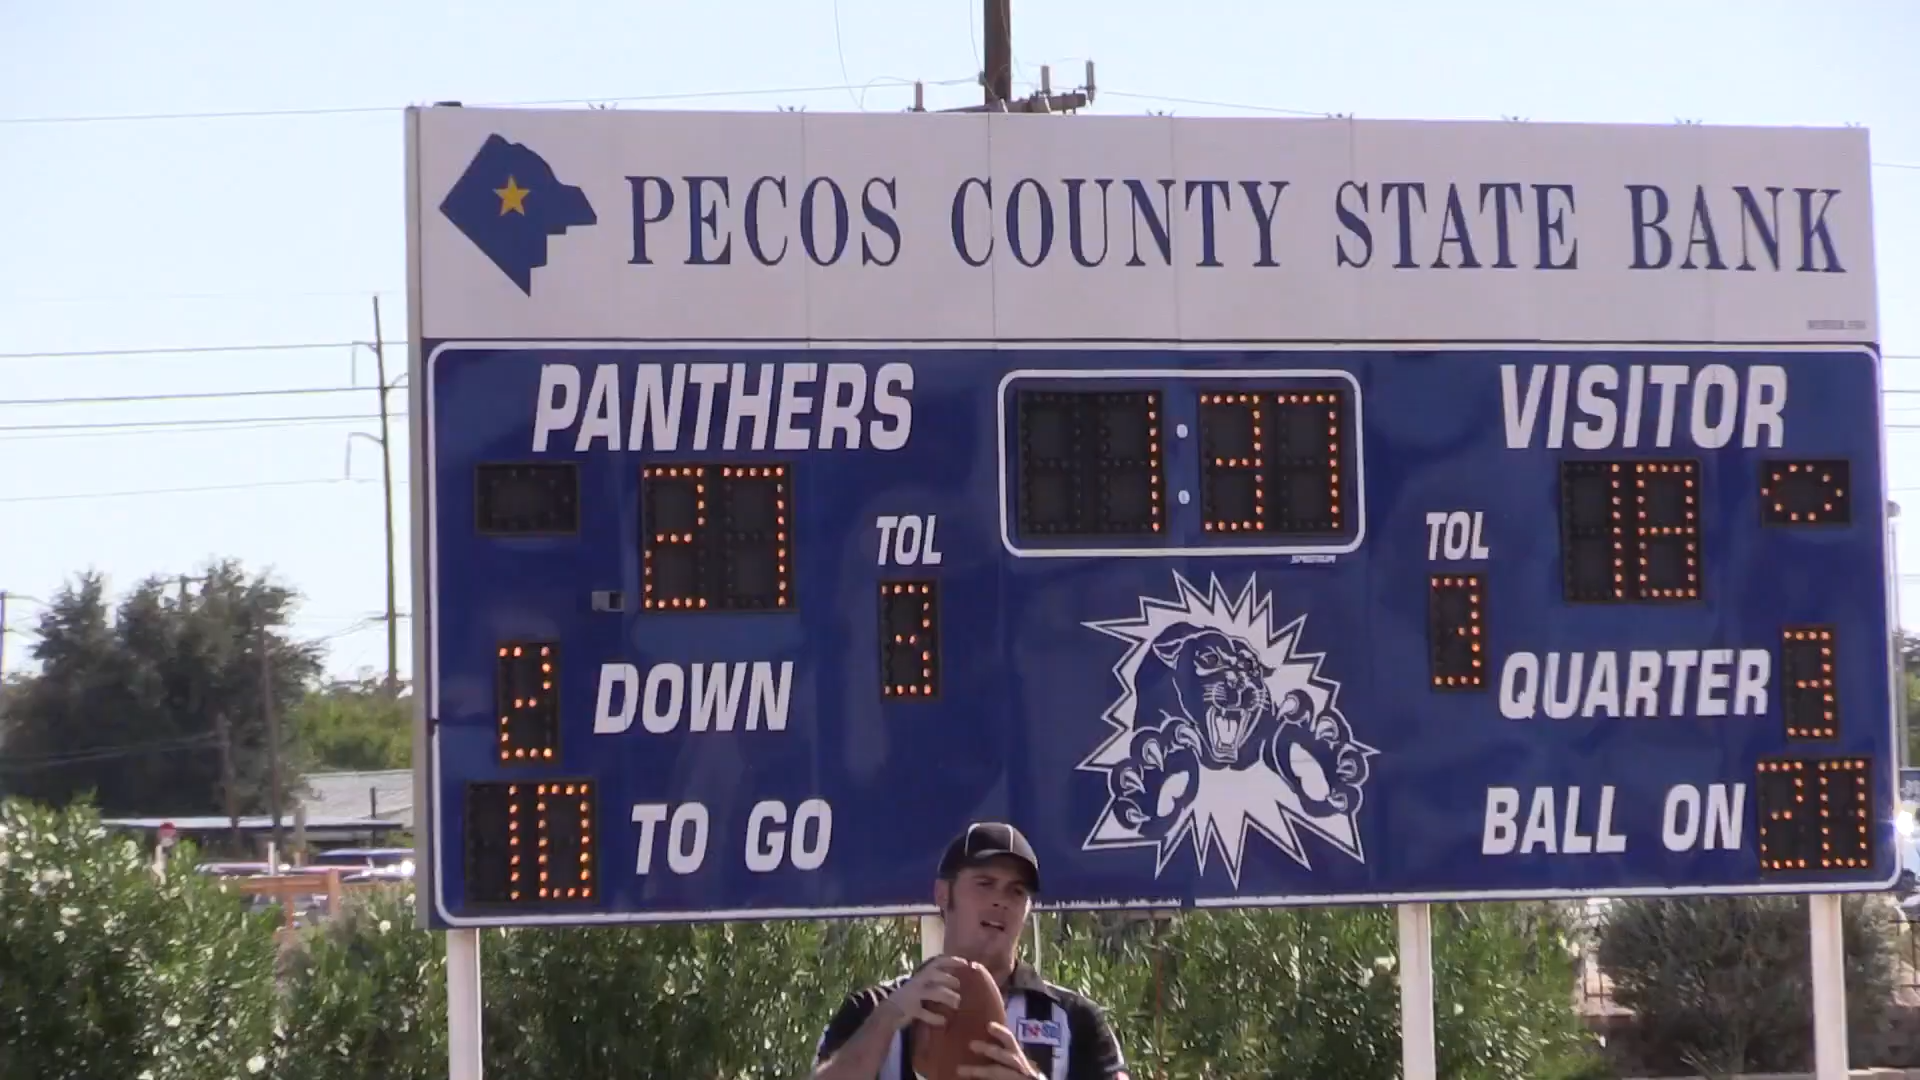 PECOS COUNTY STATE BANK
PANTHERS
1:37
VISITOR
27
18
TOL
3
TOL
3
2 DOWN
QUARTER 3
10 TO GO
BALL ON 20